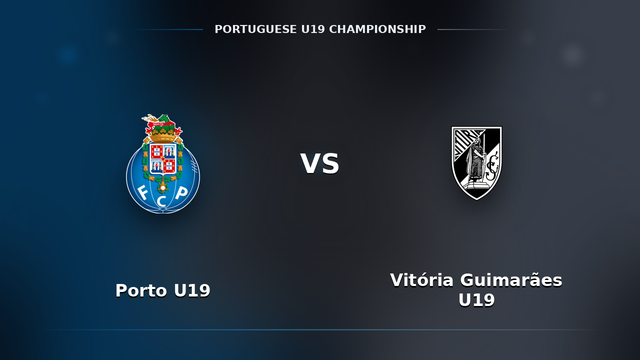 PORTUGUESE U19 CHAMPIONSHIP
VS
F C P
Porto U19
Vitória Guimarães
U19